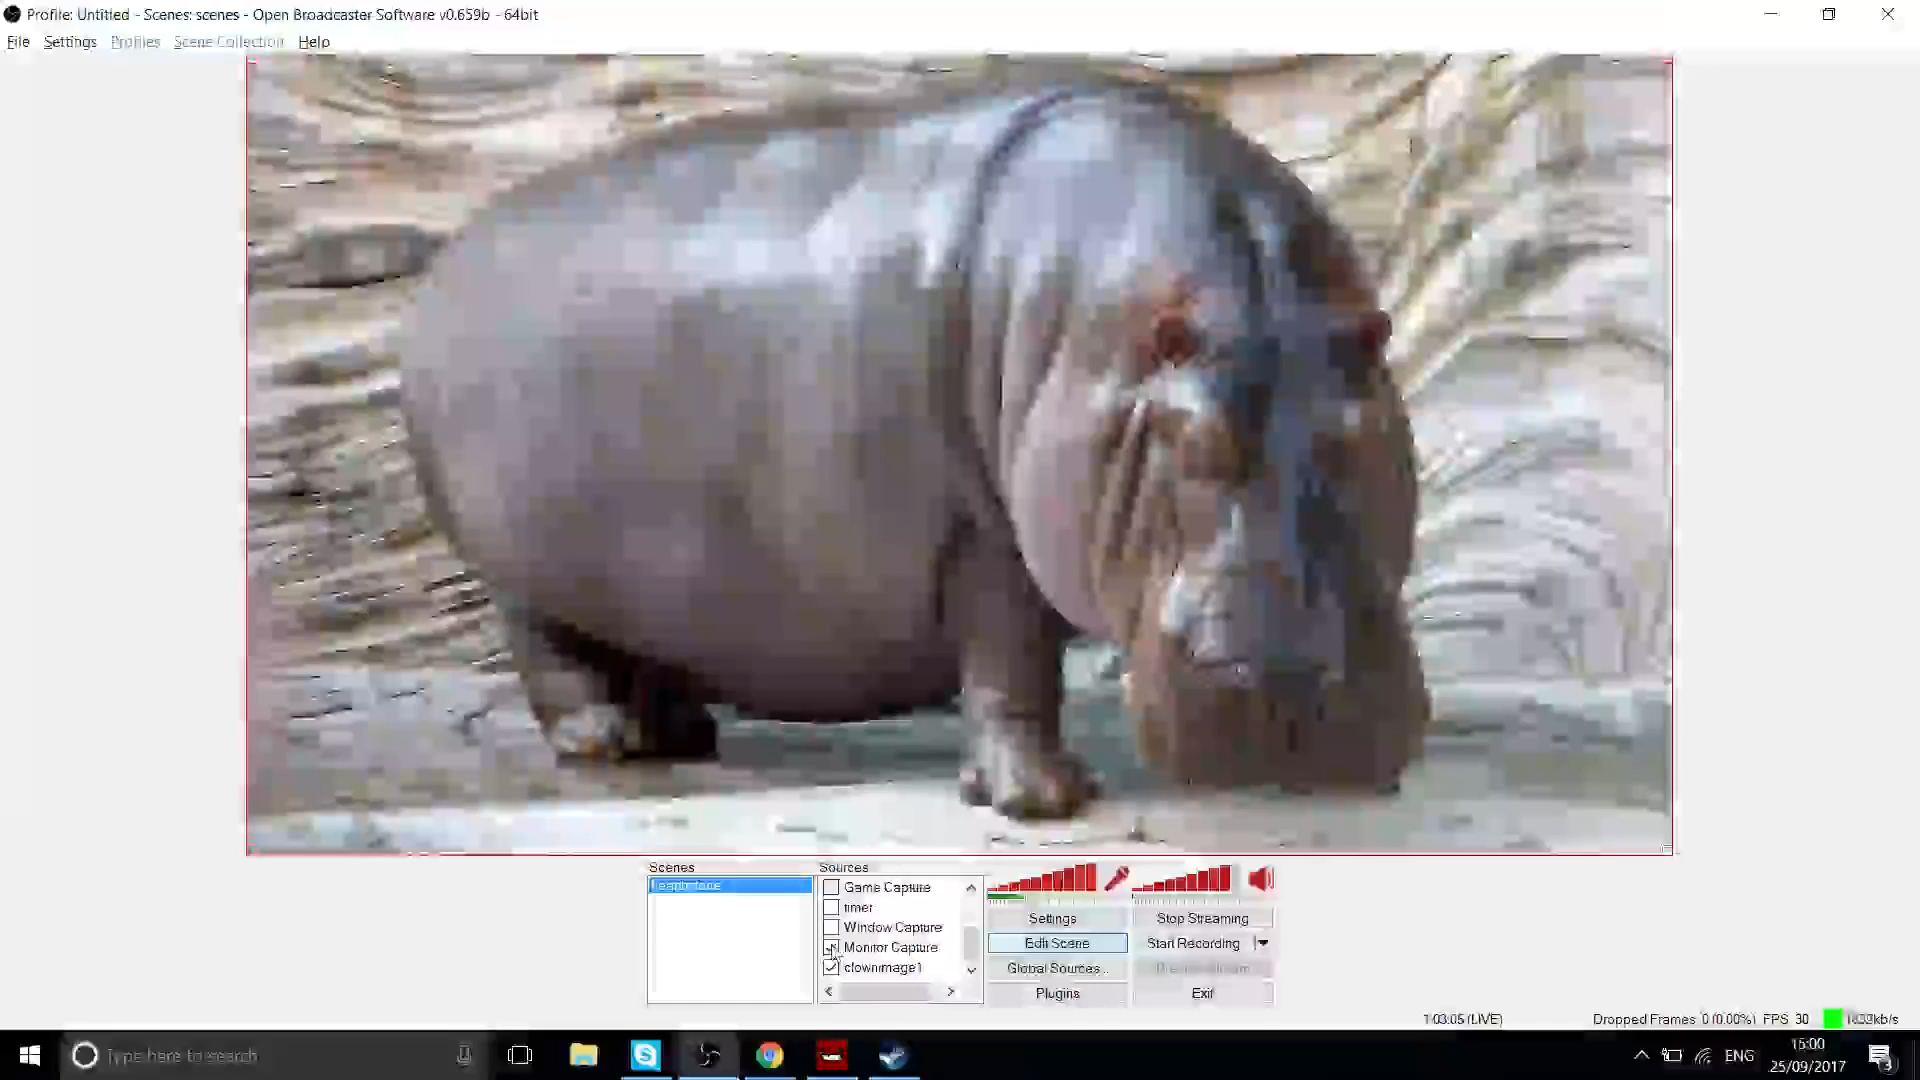 Profile: Untitled - Scenes: scenes - Open Broadcaster Software v0.659b - 64bit
File Settings Profiles Scene Collection Help
Scenes
Sources
Game Capture
timer
Window Capture
Monitor Capture
clownimage1
Settings
Stop Streaming
Edit Scene
Start Recording
Global Sources...
Plugins
Exit
1:03:05 (LIVE)
Dropped Frames 0 (0.00%) FPS 30
Type here to search
ENG
15:00
25/09/2017